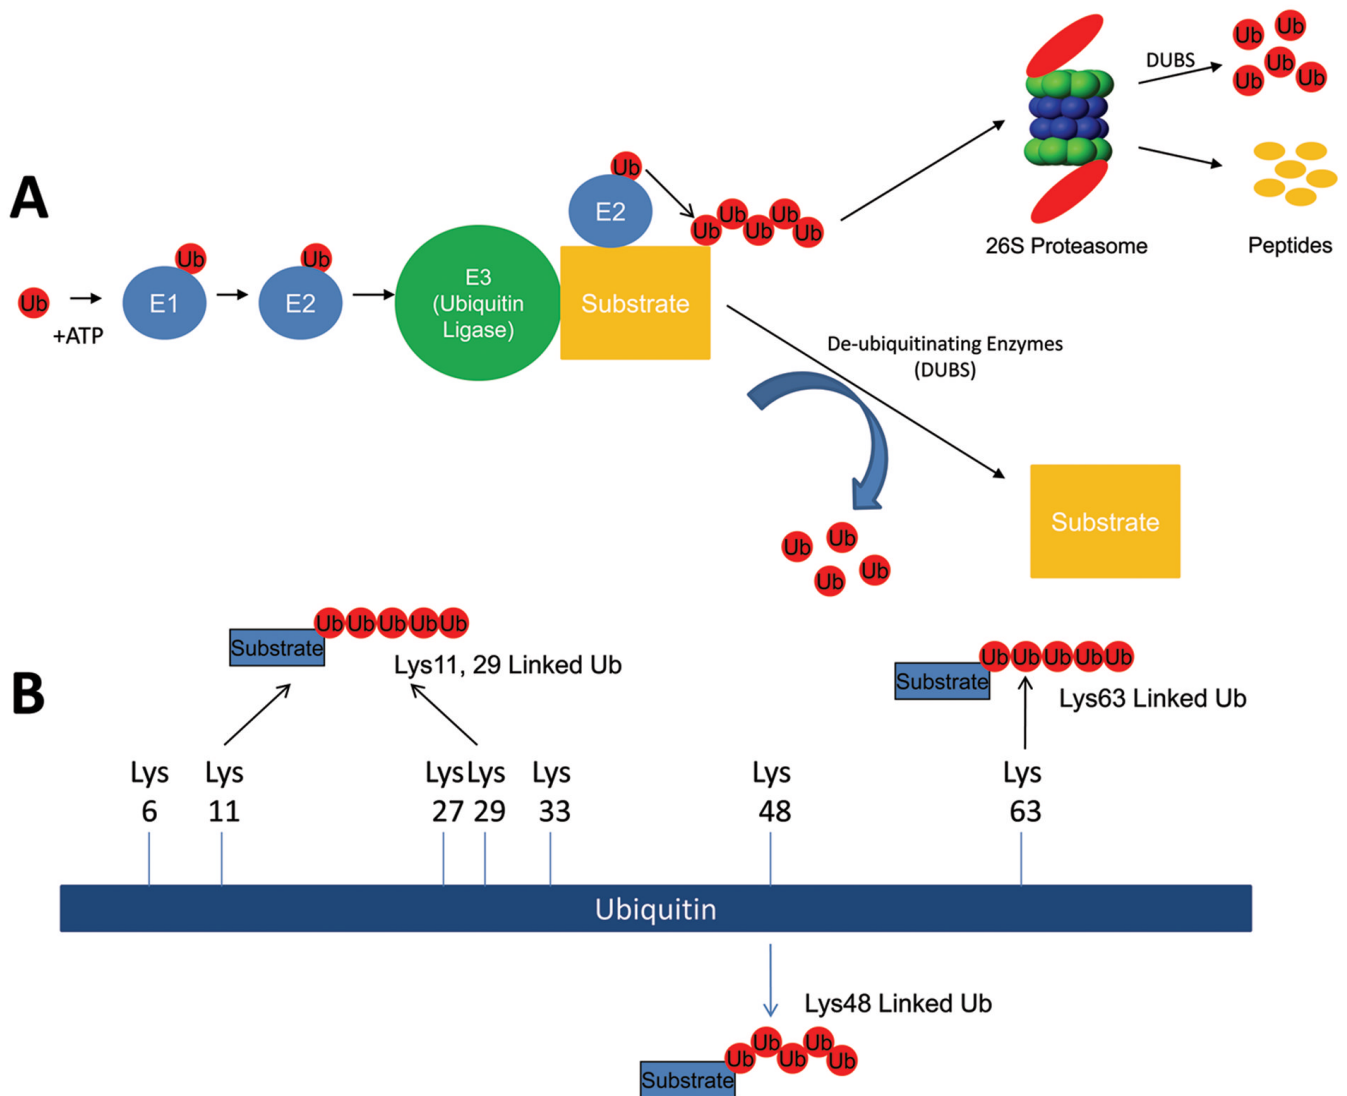 A
Ub
+ATP
Ub
E1
Ub
E2
E3
(Ubiquitin
Ligase)
Ub
E2
Substrate
Ub
Ub
Ub
Ub
Ub
26S Proteasome
DUBS
Ub
Ub
Ub
Ub
Ub
Peptides
De-ubiquitinating Enzymes
(DUBS)
Ub
Ub
Ub
Ub
Substrate
B
Substrate
Ub Ub Ub Ub Ub
Lys11, 29 Linked Ub
Substrate
Ub Ub Ub Ub Ub
Lys63 Linked Ub
Lys
6
Lys
11
Lys
27
Lys
29
Lys
33
Lys
48
Lys
63
Ubiquitin
Lys48 Linked Ub
Substrate
Ub
Ub
Ub
Ub
Ub